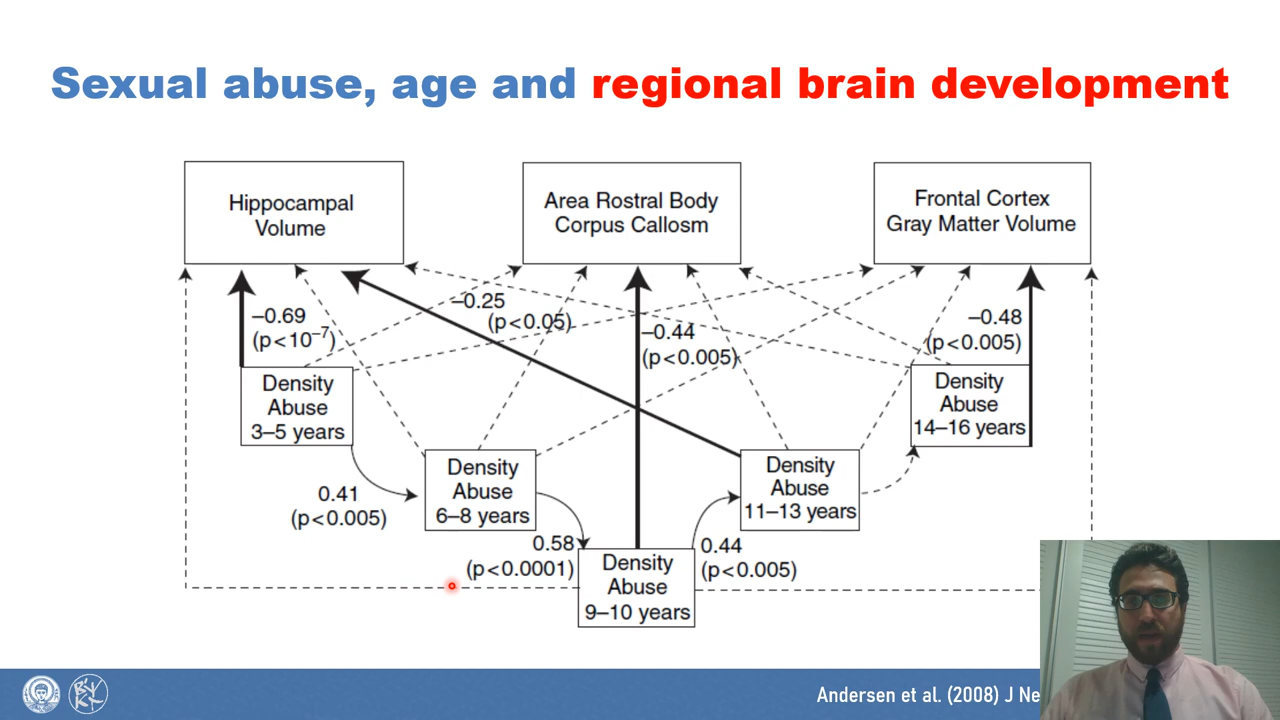 Sexual abuse, age and regional brain development
Hippocampal
Volume
Area Rostral Body
Corpus Callosm
Frontal Cortex
Gray Matter Volume
−0.69
(p<10−7)
−0.25
(p<0.05)
−0.44
(p<0.005)
−0.48
(p<0.005)
Density
Abuse
3–5 years
Density
Abuse
14–16 years
0.41
(p<0.005)
Density
Abuse
6–8 years
Density
Abuse
11–13 years
0.58
(p<0.0001)
0.44
(p<0.005)
Density
Abuse
9–10 years
Andersen et al. (2008) J Ne